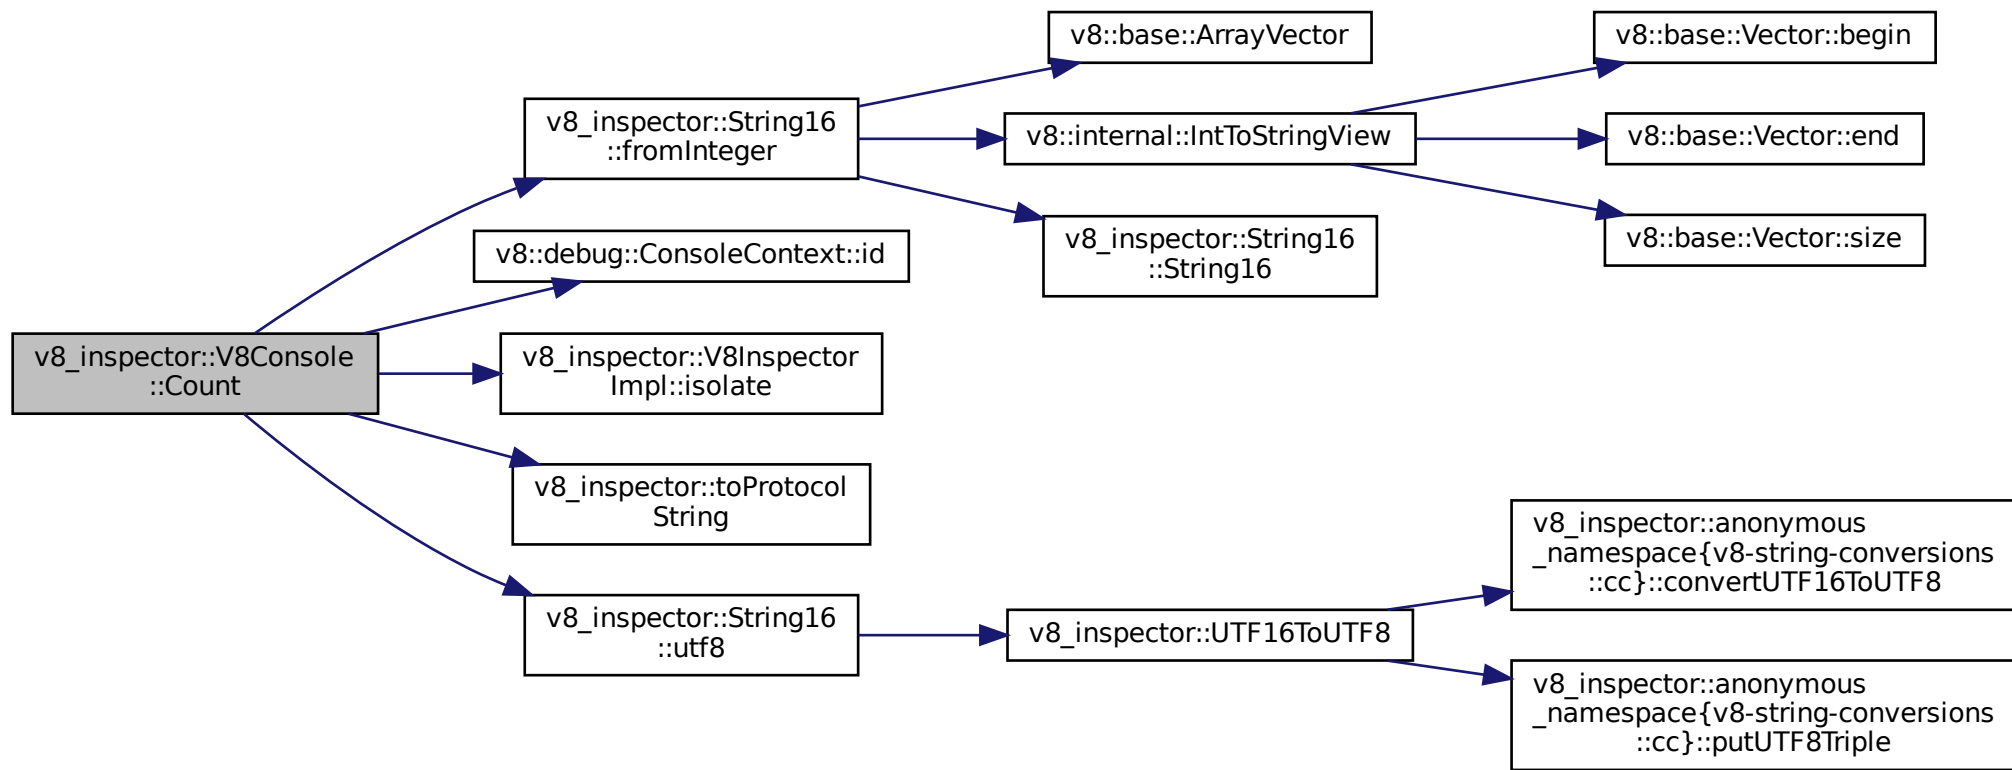 v8_inspector::V8Console
::Count
v8_inspector::String16
::fromInteger
v8::debug::ConsoleContext::id
v8_inspector::V8Inspector
Impl::isolate
v8_inspector::toProtocol
String
v8_inspector::String16
::utf8
v8::base::ArrayVector
v8::internal::IntToStringView
v8_inspector::String16
::String16
v8_inspector::UTF16ToUTF8
v8::base::Vector::begin
v8::base::Vector::end
v8::base::Vector::size
v8_inspector::anonymous
_namespace{v8-string-conversions
::cc}::convertUTF16ToUTF8
v8_inspector::anonymous
_namespace{v8-string-conversions
::cc}::putUTF8Triple